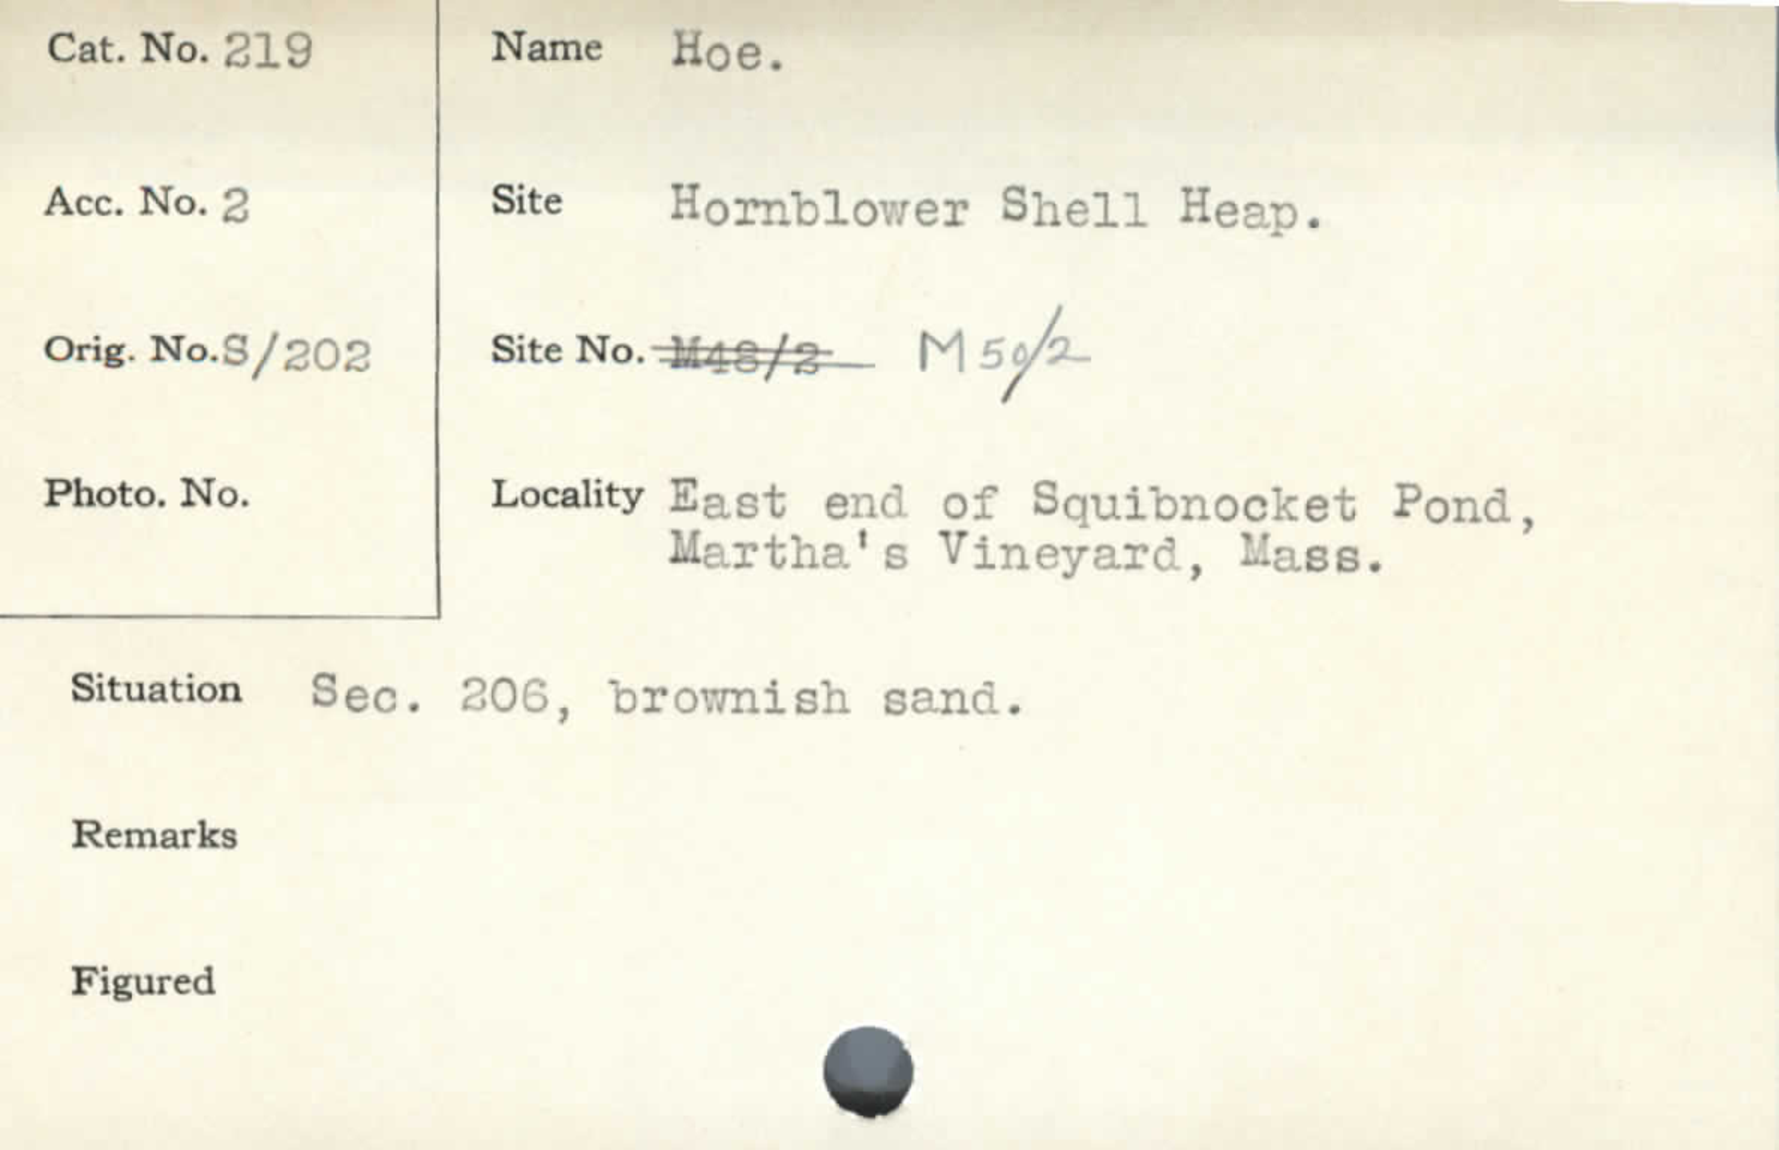 Cat. No. 219
Name Hoe.
Acc. No. 2
Site Hornblower Shell Heap.
Orig. No. S/202
Site No. M48/2 M50/2
Photo. No.
Locality East end of Squibnocket Pond,
Martha's Vineyard, Mass.
Situation Sec. 206, brownish sand.
Remarks
Figured